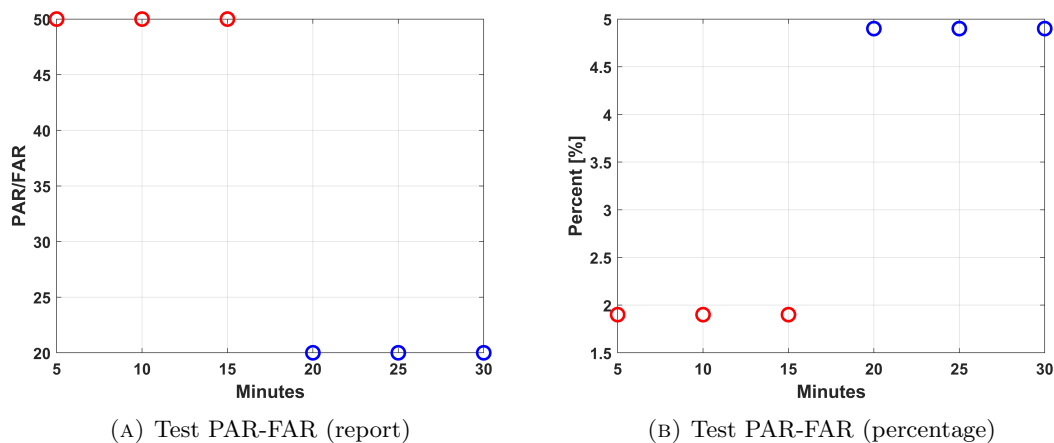 50
45
40
35
30
25
20
PAR/FAR
5 10 15 20 25 30
Minutes
(A) Test PAR-FAR (report)
5
4.5
4
3.5
3
2.5
2
1.5
Percent [%]
5 10 15 20 25 30
Minutes
(B) Test PAR-FAR (percentage)